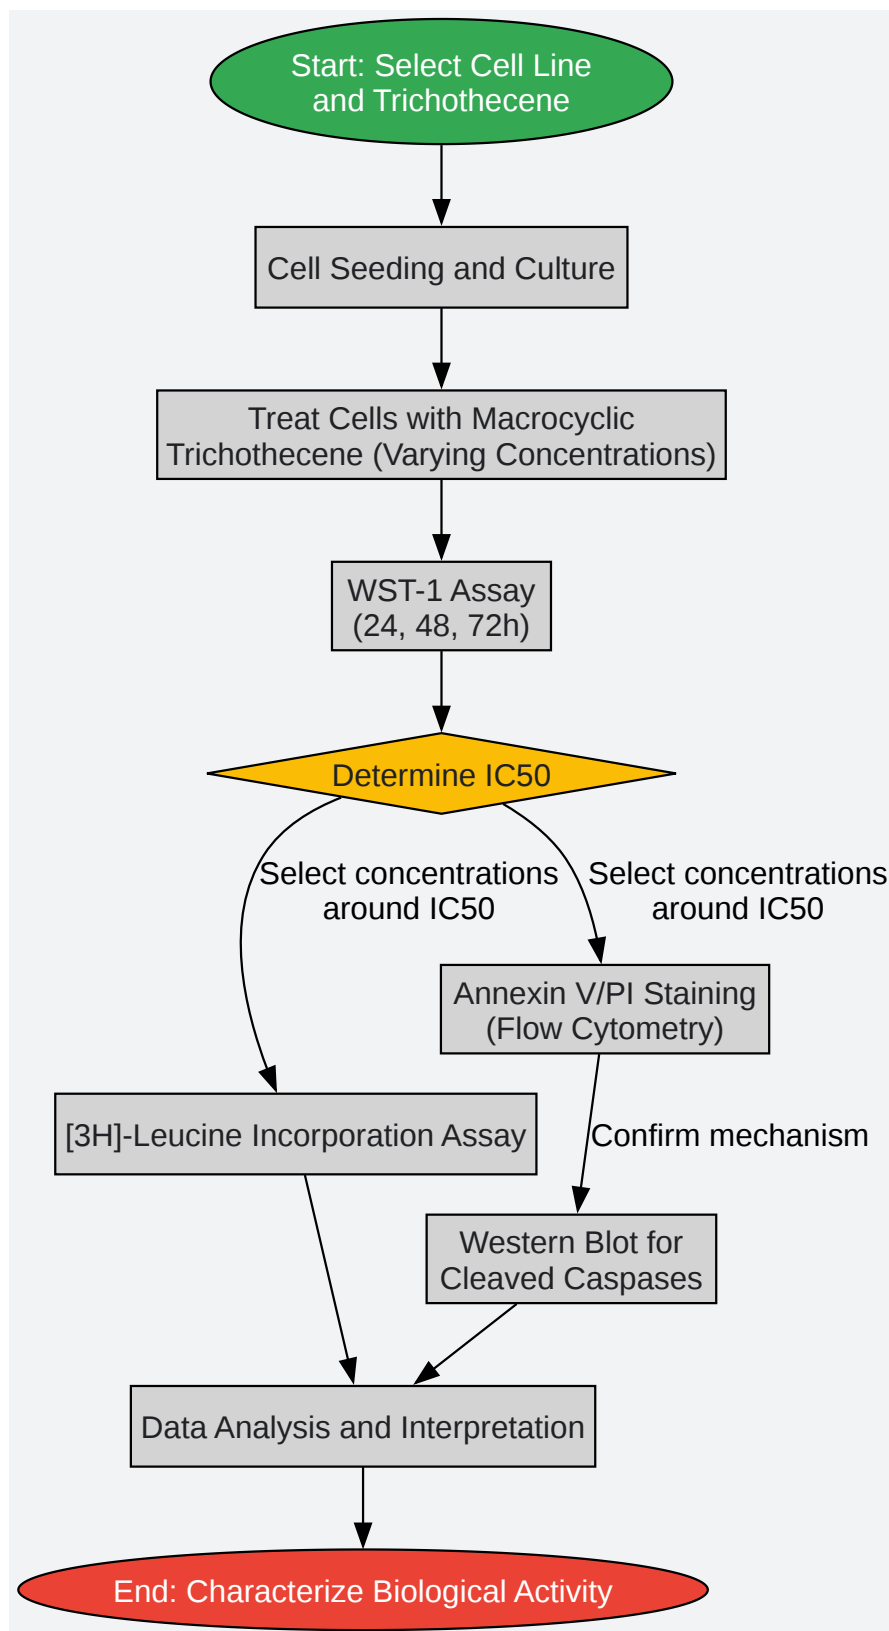 Start: Select Cell Line
and Trichothecene
Cell Seeding and Culture
Treat Cells with Macrocyclic
Trichothecene (Varying Concentrations)
WST-1 Assay
(24, 48, 72h)
Determine IC50
Select concentrations
around IC50
Select concentrations
around IC50
Annexin V/PI Staining
(Flow Cytometry)
[3H]-Leucine Incorporation Assay
Confirm mechanism
Western Blot for
Cleaved Caspases
Data Analysis and Interpretation
End: Characterize Biological Activity